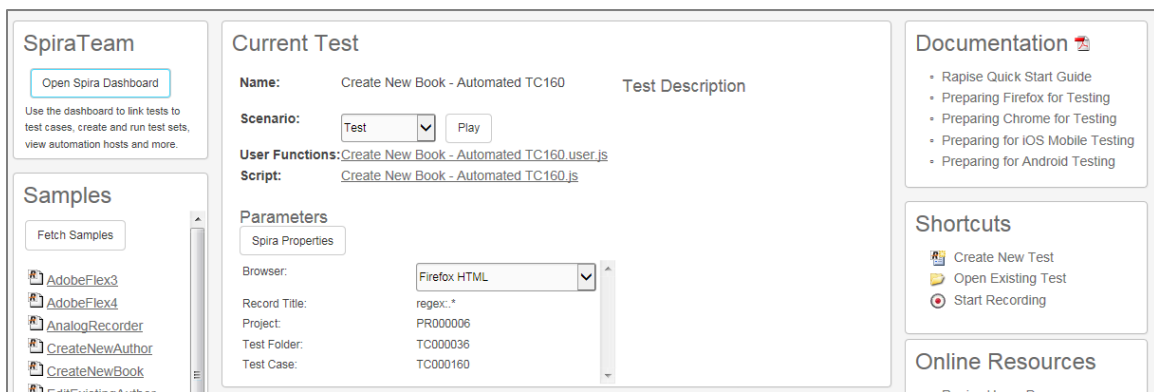 SpiraTeam
Open Spira Dashboard
Use the dashboard to link tests to
test cases, create and run test sets,
view automation hosts and more.
Samples
Fetch Samples
AdobeFlex3
AdobeFlex4
AnalogRecorder
CreateNewAuthor
CreateNewBook
EditExistingAuthor
Current Test
Name: Create New Book - Automated TC160
Test Description
Scenario: Test Play
User Functions: Create New Book - Automated TC160.user.js
Script: Create New Book - Automated TC160.js
Parameters
Spira Properties
Browser: Firefox HTML
Record Title: regex:.*
Project: PR000006
Test Folder: TC000036
Test Case: TC000160
Documentation
Rapise Quick Start Guide
Preparing Firefox for Testing
Preparing Chrome for Testing
Preparing for iOS Mobile Testing
Preparing for Android Testing
Shortcuts
Create New Test
Open Existing Test
Start Recording
Online Resources